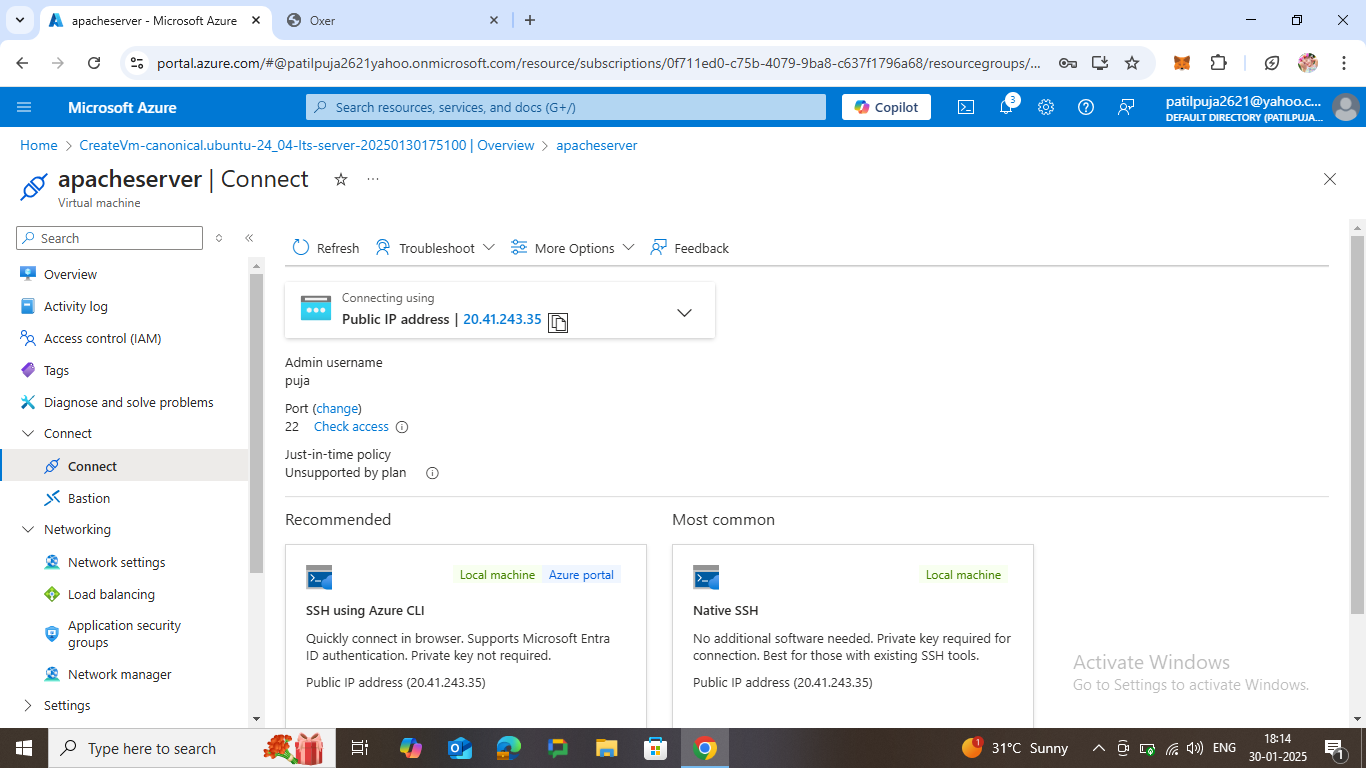 apacheserver - Microsoft Azure
Oxer
portal.azure.com/#@patilpuja2621yahoo.onmicrosoft.com/resource/subscriptions/0f711ed0-c75b-4079-9ba8-c637f1796a68/resourcegroups/...
Microsoft Azure
Search resources, services, and docs (G+/)
Copilot
3
patilpuja2621@yahoo.c...
DEFAULT DIRECTORY (PATILPUJA...
Home > CreateVm-canonical.ubuntu-24_04-lts-server-20250130175100 | Overview > apacheserver
apacheserver | Connect
Virtual machine
Search
Refresh Troubleshoot More Options Feedback
Overview
Activity log
Access control (IAM)
Tags
Diagnose and solve problems
Connect
Connect
Bastion
Networking
Network settings
Load balancing
Application security
groups
Network manager
Settings
Connecting using
Public IP address | 20.41.243.35
Admin username
puja
Port (change)
22 Check access
Just-in-time policy
Unsupported by plan
Recommended
Local machine Azure portal
SSH using Azure CLI
Quickly connect in browser. Supports Microsoft Entra
ID authentication. Private key not required.
Public IP address (20.41.243.35)
Most common
Local machine
Native SSH
No additional software needed. Private key required for
connection. Best for those with existing SSH tools.
Public IP address (20.41.243.35)
Activate Windows
Go to Settings to activate Windows.
Type here to search
31°C Sunny
ENG
18:14
30-01-2025
1